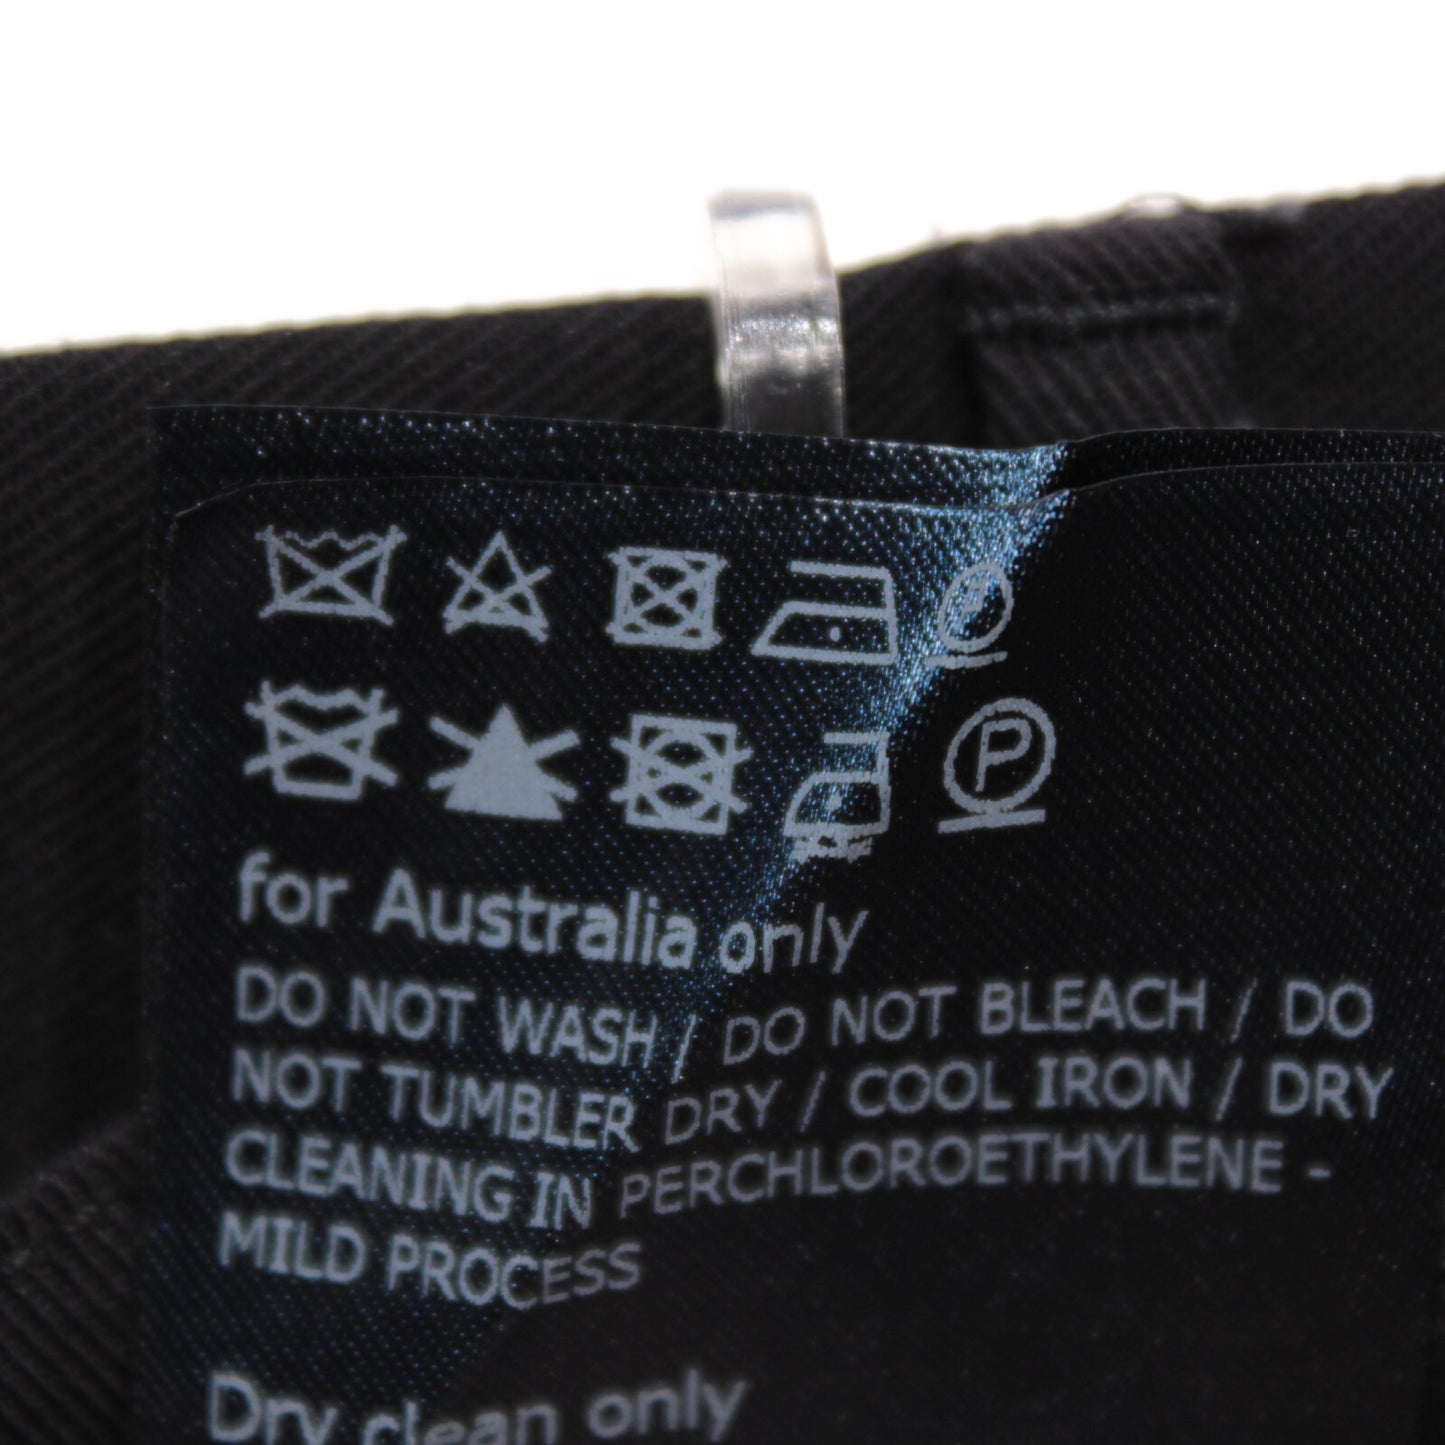 P
P
for Australia only
DO NOT WASH / DO NOT BLEACH / DO
NOT TUMBLER DRY / COOL IRON / DRY
CLEANING IN PERCHLOROETHYLENE -
MILD PROCESS
Dry clean only